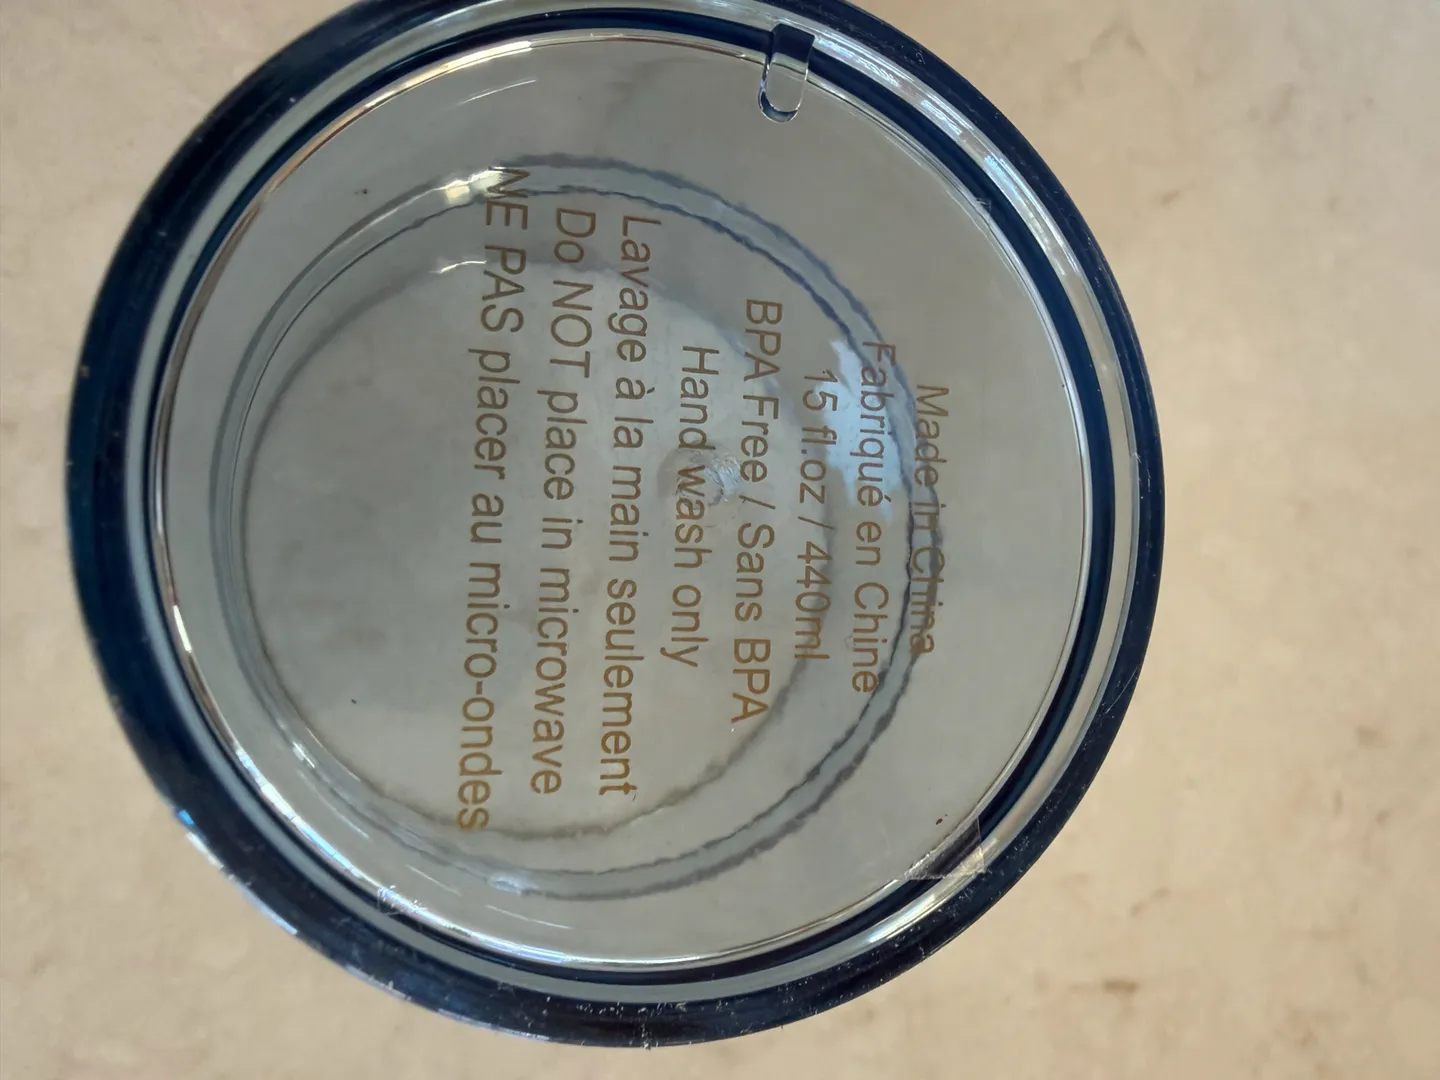 Made in China
Fabriqué en Chine
15 fl.oz / 440ml
BPA Free / Sans BPA
Hand wash only
Lavage à la main seulement
Do NOT place in microwave
NE PAS placer au micro-ondes